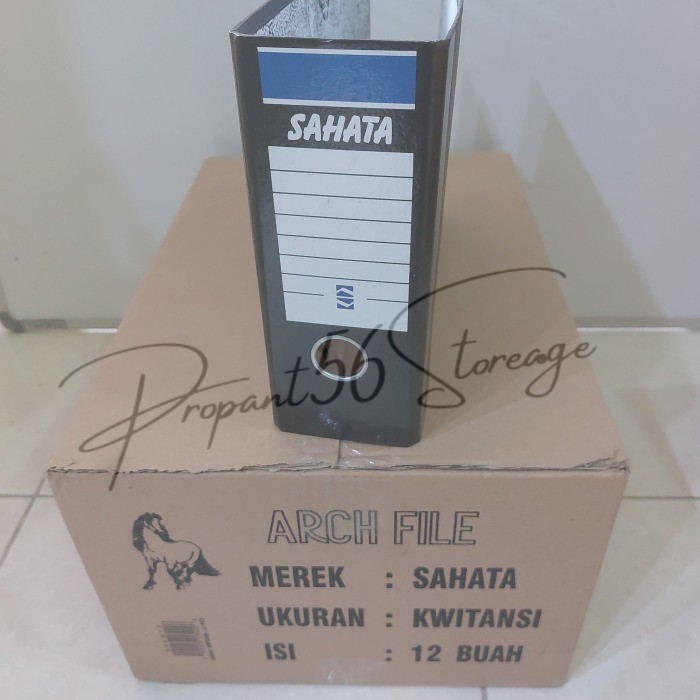 SAHATA
Propant56 Storeage
ARCH FILE
MEREK : SAHATA
UKURAN : KWITANSI
ISI : 12 BUAH